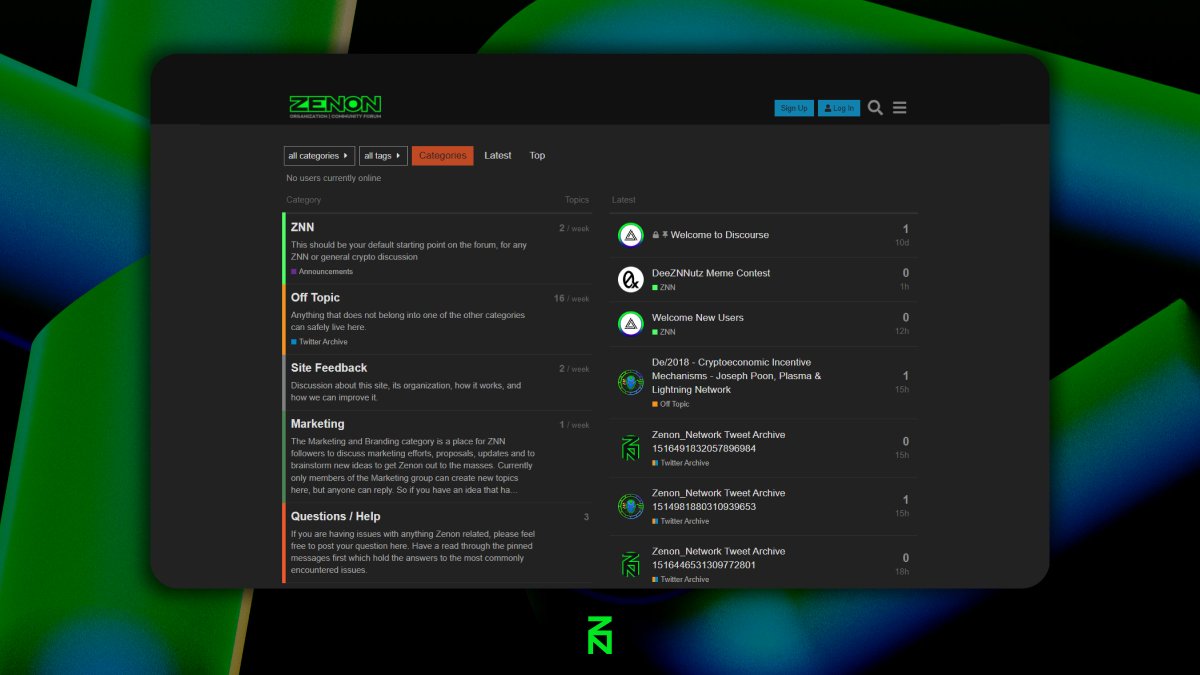 ZENON
ORGANIZATION | COMMUNITY FORUM
Sign Up
Log In
all categories
all tags
Categories
Latest
Top
No users currently online
Category
Topics
ZNN
2 / week
This should be your default starting point on the forum, for any
ZNN or general crypto discussion
Announcements
Off Topic
16 / week
Anything that does not belong into one of the other categories
can safely live here.
Twitter Archive
Site Feedback
2 / week
Discussion about this site, its organization, how it works, and
how we can improve it.
Marketing
1 / week
The Marketing and Branding category is a place for ZNN
followers to discuss marketing efforts, proposals, updates and to
brainstorm new ideas to get Zenon out to the masses. Currently
only members of the Marketing group can create new topics
here, but anyone can reply. So if you have an idea that ha...
Questions / Help
3
If you are having issues with anything Zenon related, please feel
free to post your question here. Have a read through the pinned
messages first which hold the answers to the most commonly
encountered issues.
Latest
Welcome to Discourse
1
10d
0x
DeeZNNutz Meme Contest
ZNN
0
1h
Welcome New Users
ZNN
0
12h
De/2018 - Cryptoeconomic Incentive
Mechanisms - Joseph Poon, Plasma &
Lightning Network
Off Topic
1
15h
Zenon_Network Tweet Archive
1516491832057896984
Twitter Archive
0
15h
Zenon_Network Tweet Archive
1514981880310939653
Twitter Archive
1
15h
Zenon_Network Tweet Archive
1516446531309772801
Twitter Archive
0
18h